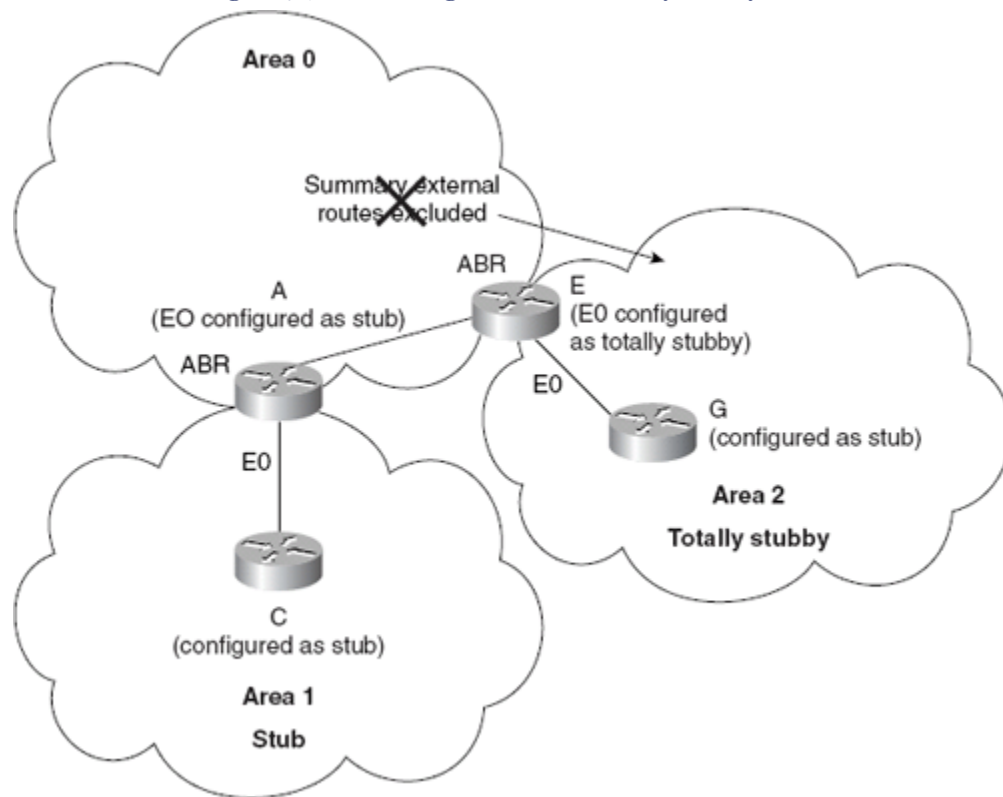 Area 0
Summary external
routes excluded
ABR
E
(E0 configured
as totally stubby)
A
(EO configured as stub)
ABR
E0
G
(configured as stub)
Area 2
Totally stubby
E0
C
(configured as stub)
Area 1
Stub